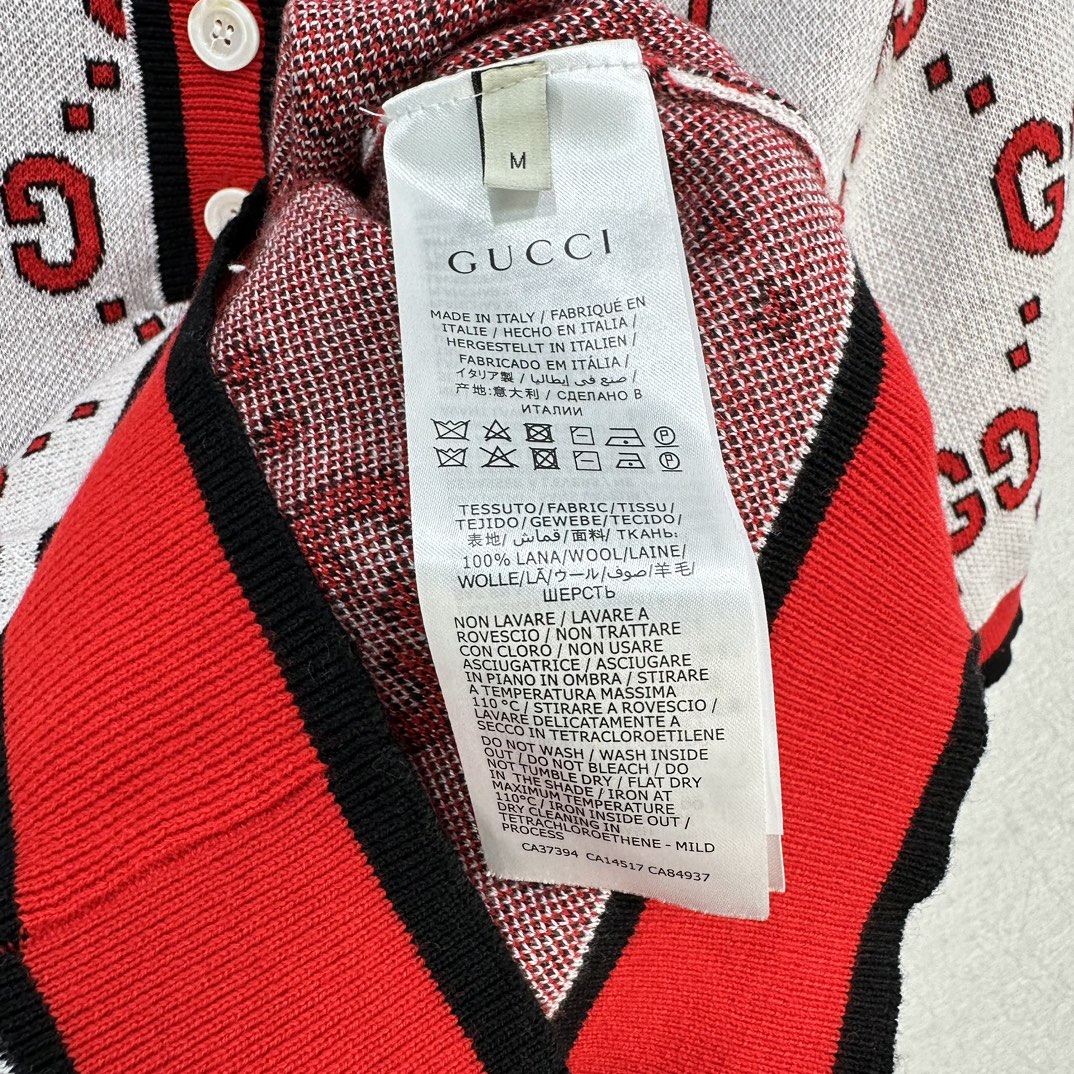 M
GUCCI
MADE IN ITALY / FABRIQUÉ EN
ITALIE / HECHO EN ITALIA /
HERGESTELLT IN ITALIEN /
FABRICADO EM ITÁLIA /
イタリア製 / صنع في إيطاليا /
产地:意大利 / СДЕЛАНО В
ИТАЛИИ
P
P
TESSUTO/FABRIC/TISSU/
TEJIDO/GEWEBE/TECIDO/
表地/قماش/面料/ ТКАНЬ:
100% LANA/WOOL/LAINE/
WOLLE/LÃ/ウール/صوف/羊毛/
ШЕРСТЬ
NON LAVARE / LAVARE A
ROVESCIO / NON TRATTARE
CON CLORO / NON USARE
ASCIUGATRICE / ASCIUGARE
IN PIANO IN OMBRA / STIRARE
A TEMPERATURA MASSIMA
110 °C / STIRARE A ROVESCIO /
LAVARE DELICATAMENTE A
SECCO IN TETRACLOROETILENE
DO NOT WASH / WASH INSIDE
OUT / DO NOT BLEACH / DO
NOT TUMBLE DRY / FLAT DRY
IN THE SHADE / IRON AT
MAXIMUM TEMPERATURE
110°C / IRON INSIDE OUT /
DRY CLEANING IN
TETRACHLOROETHENE - MILD
PROCESS
CA37394 CA14517 CA84937